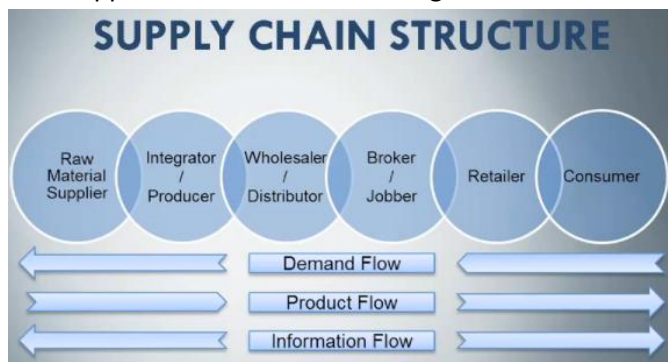 SUPPLY CHAIN STRUCTURE
Raw
Material
Supplier
Integrator
/
Producer
Wholesaler
/
Distributor
Broker
/
Jobber
Retailer
Consumer
Demand Flow
Product Flow
Information Flow